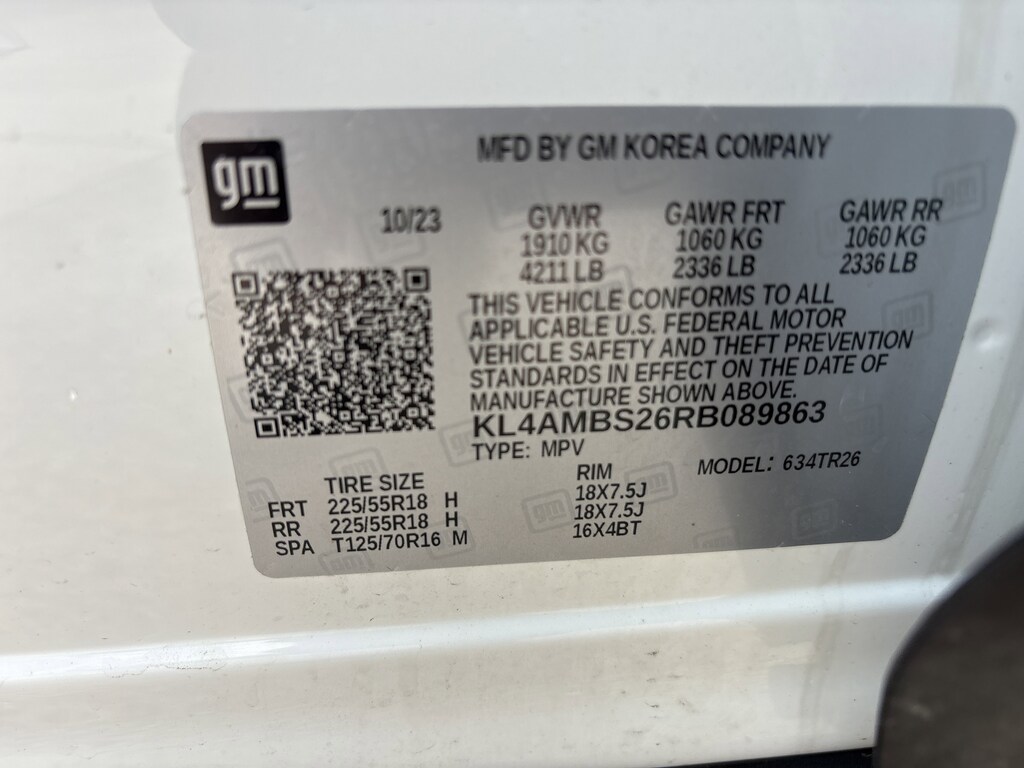 gm
MFD BY GM KOREA COMPANY
10/23
GVWR GAWR FRT GAWR RR
1910 KG 1060 KG 1060 KG
4211 LB 2336 LB 2336 LB
THIS VEHICLE CONFORMS TO ALL
APPLICABLE U.S. FEDERAL MOTOR
VEHICLE SAFETY AND THEFT PREVENTION
STANDARDS IN EFFECT ON THE DATE OF
MANUFACTURE SHOWN ABOVE.
KL4AMBS26RB089863
TYPE: MPV
MODEL: 634TR26
TIRE SIZE RIM
FRT 225/55R18 H 18X7.5J
RR 225/55R18 H 18X7.5J
SPA T125/70R16 M 16X4BT